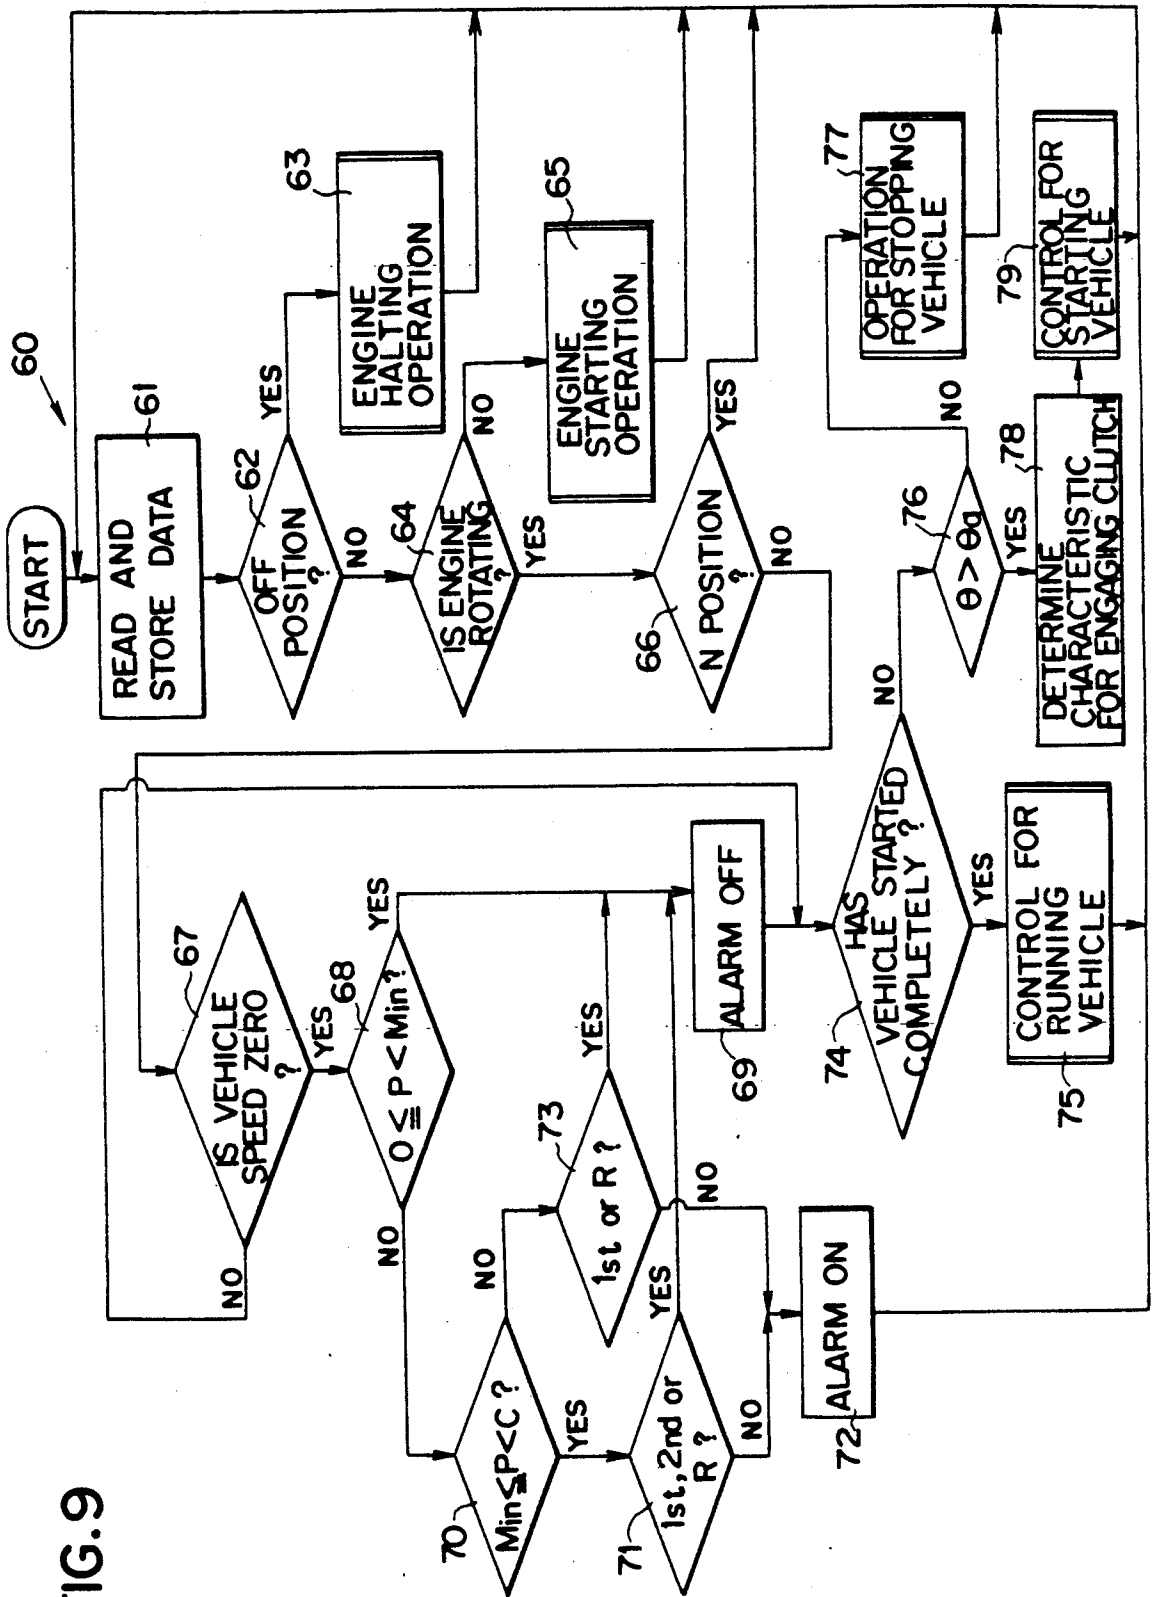 FIG.9
START
60
READ AND
STORE DATA
61
OFF
POSITION
?
62
YES
NO
ENGINE
HALTING
OPERATION
63
IS ENGINE
ROTATING
?
64
NO
YES
ENGINE
STARTING
OPERATION
65
N POSITION
?
66
YES
NO
IS VEHICLE
SPEED ZERO
?
67
NO
YES
O ≦ P < Min?
68
YES
NO
ALARM OFF
69
Min ≦ P < C ?
70
NO
YES
1st, 2nd or
R ?
71
YES
NO
ALARM ON
72
1st or R ?
73
YES
NO
HAS
VEHICLE STARTED
COMPLETELY ?
74
NO
YES
CONTROL FOR
RUNNING
VEHICLE
75
θ > θa
76
NO
YES
OPERATION
FOR STOPPING
VEHICLE
77
DETERMINE
CHARACTERISTIC
FOR ENGAGING CLUTCH
78
CONTROL FOR
STARTING
VEHICLE
79